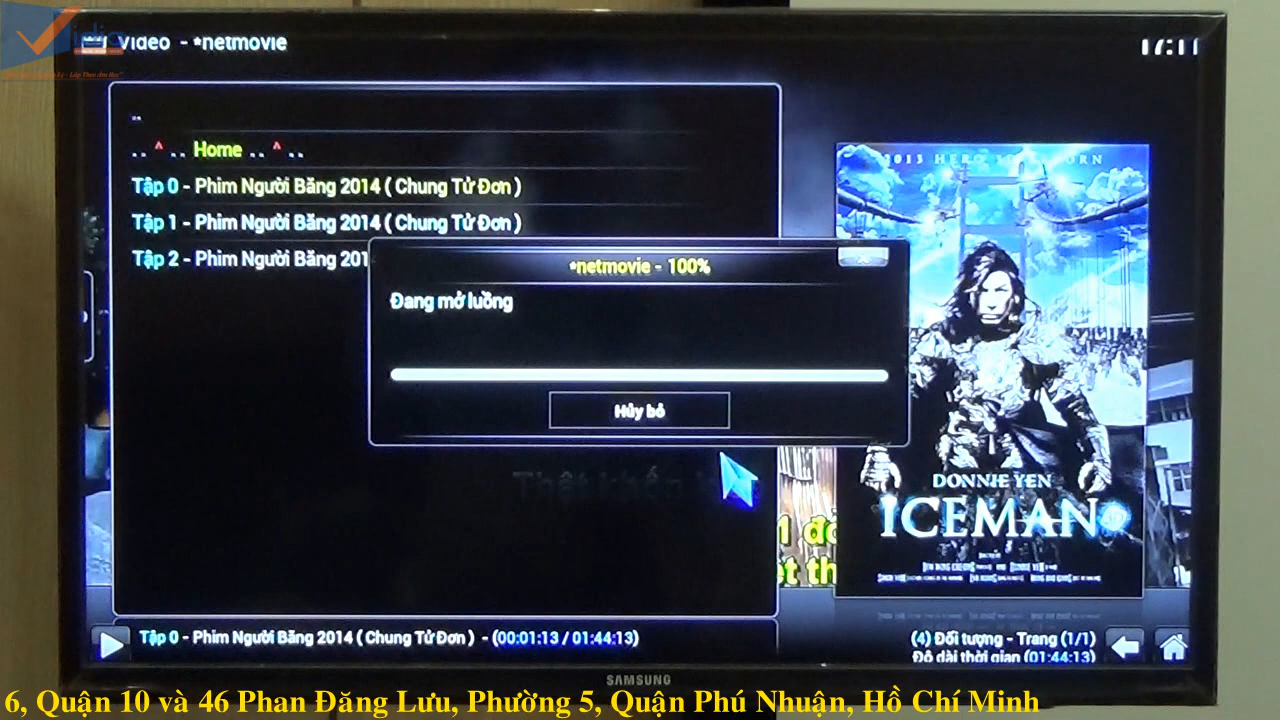 Video - *netmovie
17:11
..
.. ^ .. Home .. ^ ..
Tập 0 - Phim Người Băng 2014 ( Chung Tử Đơn )
Tập 1 - Phim Người Băng 2014 ( Chung Tử Đơn )
Tập 2 - Phim Người Băng 201
*netmovie - 100%
Đang mở luồng
Hủy bỏ
DONNIE YEN
ICEMAN
Tập 0 - Phim Người Băng 2014 ( Chung Tử Đơn ) - (00:01:13 / 01:44:13)
(4) Đối tượng - Trang (1/1)
Độ dài thời gian (01:44:13)
SAMSUNG
6, Quận 10 và 46 Phan Đăng Lưu, Phường 5, Quận Phú Nhuận, Hồ Chí Minh